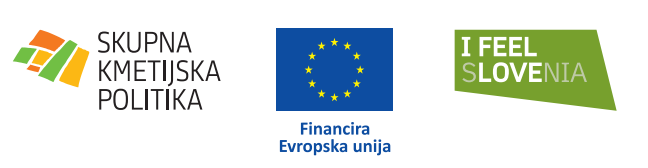 SKUPNA
KMETIJSKA
POLITIKA
Financira
Evropska unija
I FEEL
SLOVENIA